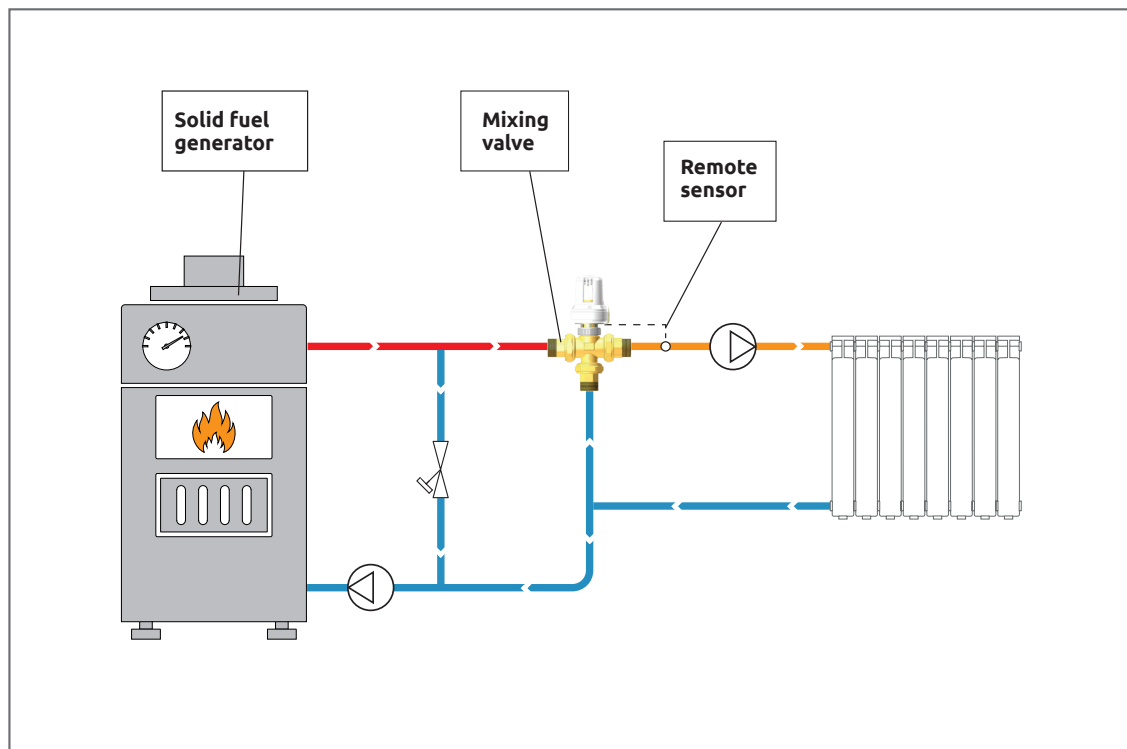 Solid fuel
generator
Mixing
valve
Remote
sensor